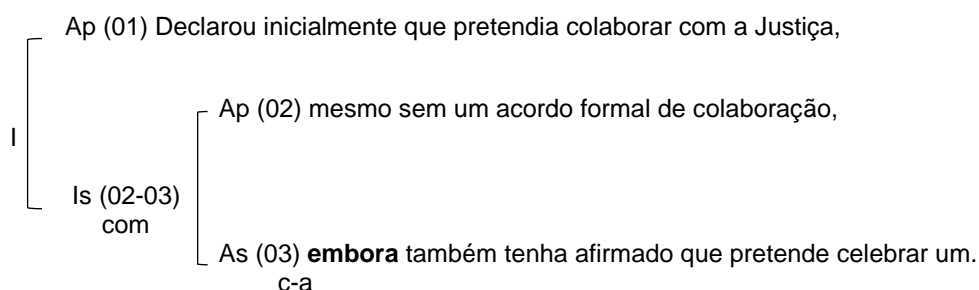 Ap (01) Declarou inicialmente que pretendia colaborar com a Justiça,
Ap (02) mesmo sem um acordo formal de colaboração,
I
Is (02-03)
com
As (03) embora também tenha afirmado que pretende celebrar um.
c-a